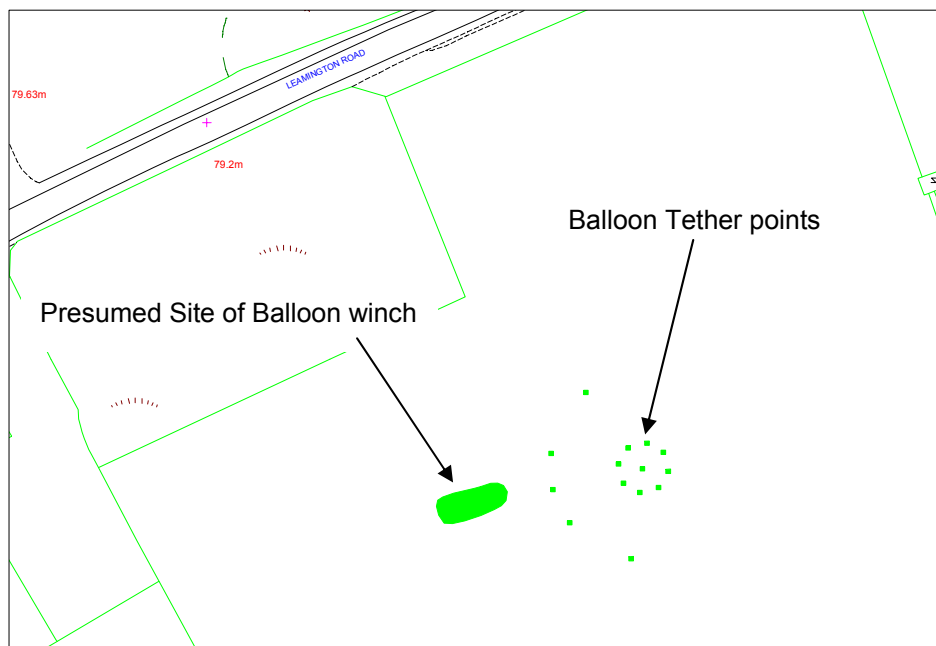 LEAMINGTON ROAD
79.63m
79.2m
Balloon Tether points
Presumed Site of Balloon winch